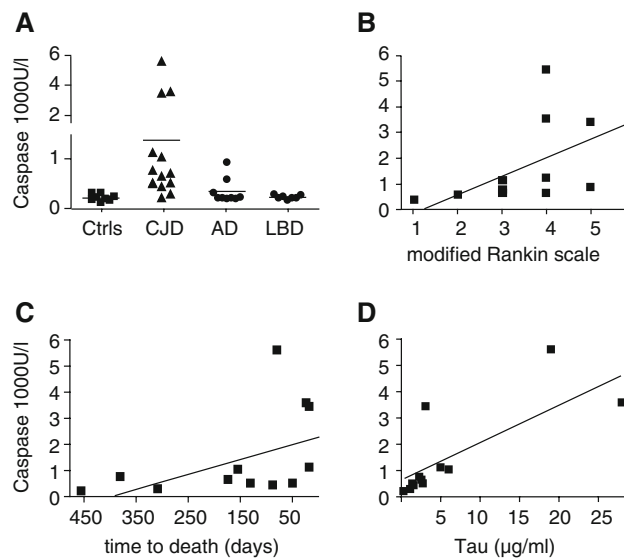 A
Caspase 1000U/l
6
4
2
1
0
Ctrls CJD AD LBD
B
6
5
4
3
2
1
0
1 2 3 4 5
modified Rankin scale
C
Caspase 1000U/l
6
5
4
3
2
1
0
450 350 250 150 50
time to death (days)
D
6
5
4
3
2
1
0
5 10 15 20 25
Tau (µg/ml)